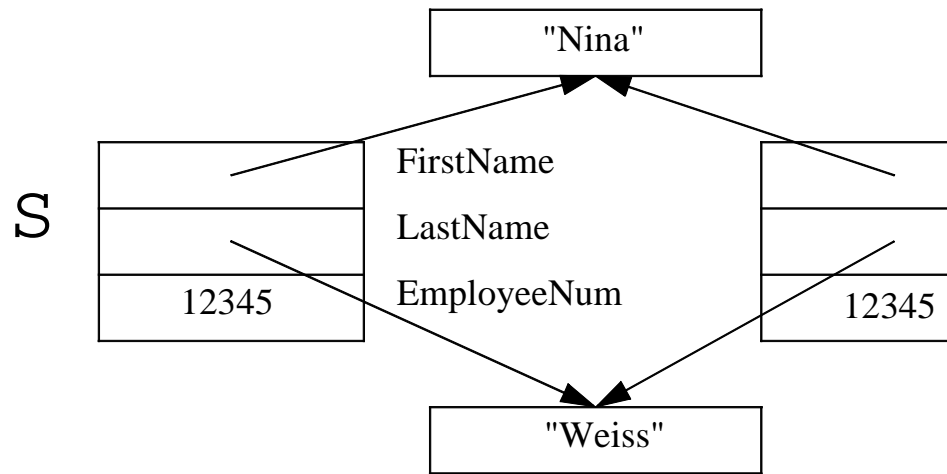 "Nina"
FirstName
S
LastName
12345
EmployeeNum
12345
"Weiss"